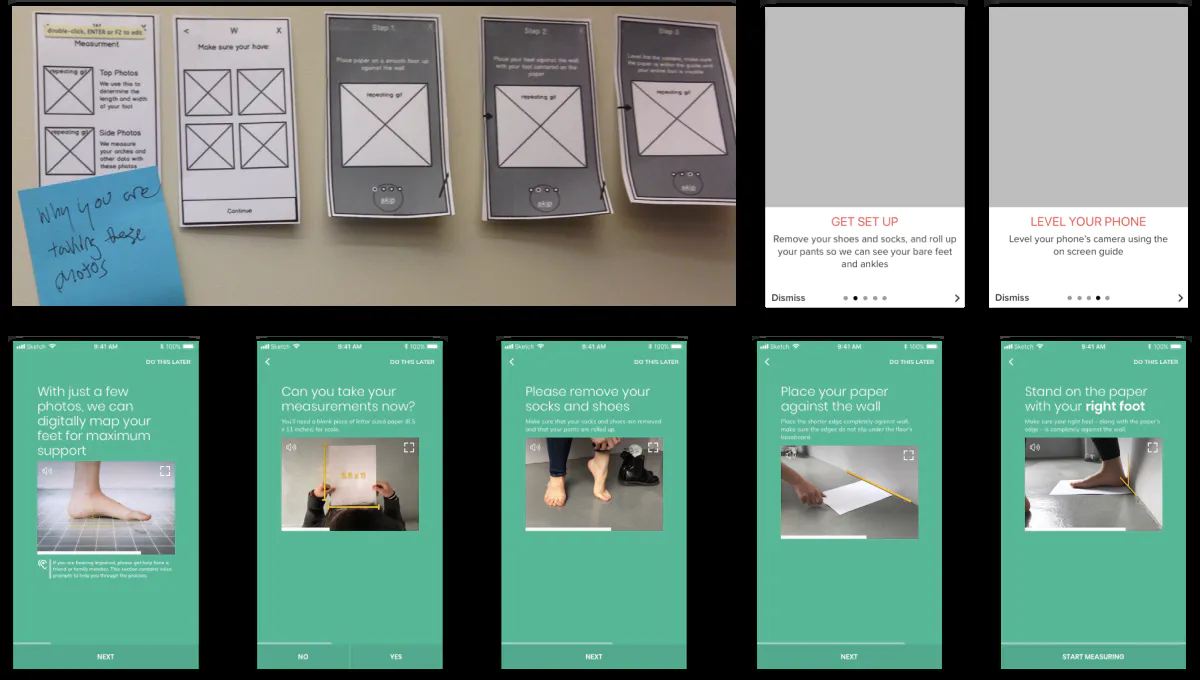 TAY
double-click, ENTER or F2 to edit
Measurment
repeating gif
Top Photos
We use this to
determine the
length and width
of your foot
repeating gif
Side Photos
We measure
your arches and
other data with
these photos
Why you are
taking these
photos
<
W
X
Make sure you have:
Continue
Step 1:
X
Place paper on a smooth floor up
against the wall
repeating gif
skip
Step 2:
X
Place your heel against the wall
with your foot centered on the
paper
repeating gif
skip
Step 3
Level the camera, make sure
the paper is within the guide with
your entire foot is visible
repeating gif
skip
GET SET UP
Remove your shoes and socks, and roll up
your pants so we can see your bare feet
and ankles
Dismiss
LEVEL YOUR PHONE
Level your phone's camera using the
on screen guide
Dismiss
Sketch
9:41 AM
100%
DO THIS LATER
With just a few
photos, we can
digitally map your
feet for maximum
support
If you are hearing impaired, please get help have a
friend or family member. This section contains voice
prompts to help you through the process.
NEXT
Sketch
9:41 AM
100%
DO THIS LATER
Can you take your
measurements now?
You'll need a blank piece of letter sized paper (8.5
x 11 inches) for scale.
8.5 x 11
NO
YES
Sketch
9:41 AM
100%
DO THIS LATER
Please remove your
socks and shoes
Make sure that your socks and shoes are removed
and that your pants are rolled up.
NEXT
Sketch
9:41 AM
100%
DO THIS LATER
Place your paper
against the wall
Place the shorter edge completely against wall,
make sure the edges do not slip under the floor's
baseboard.
NEXT
Sketch
9:41 AM
100%
DO THIS LATER
Stand on the paper
with your right foot
Make sure your right heel - along with the paper's
edge - is completely against the wall.
START MEASURING